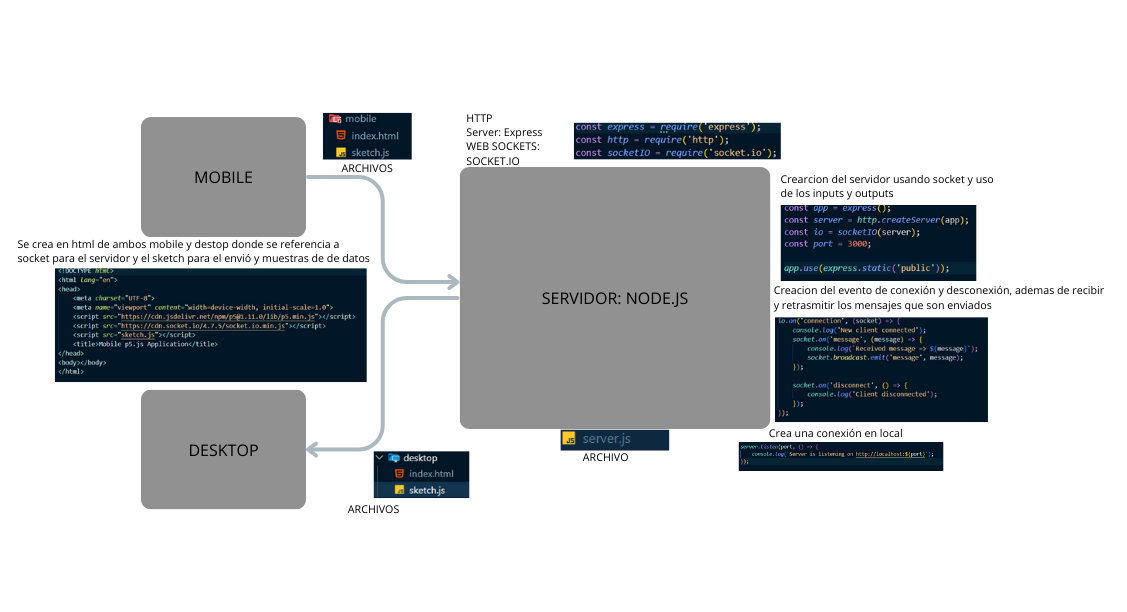 mobile
index.html
sketch.js
ARCHIVOS
MOBILE
HTTP
Server: Express
WEB SOCKETS:
SOCKET.IO
const express = require('express');
const http = require('http');
const socketIO = require('socket.io');
Crearcion del servidor usando socket y uso
de los inputs y outputs
const app = express();
const server = http.createServer(app);
const io = socketIO(server);
const port = 3000;
app.use(express.static('public'));
Se crea en html de ambos mobile y destop donde se referencia a
socket para el servidor y el sketch para el envió y muestras de de datos
<!DOCTYPE html>
<html lang="en">
<head>
<meta charset="UTF-8">
<meta name="viewport" content="width=device-width, initial-scale=1.0">
<script src="https://cdn.jsdelivr.net/npm/p5@1.11.0/lib/p5.min.js"></script>
<script src="https://cdn.socket.io/4.7.5/socket.io.min.js"></script>
<script src="sketch.js"></script>
<title>Mobile p5.js Application</title>
</head>
<body></body>
</html>
SERVIDOR: NODE.JS
Creacion del evento de conexión y desconexión, ademas de recibir
y retrasmitir los mensajes que son enviados
io.on('connection', (socket) => {
console.log('New client connected');
socket.on('message', (message) => {
console.log(`Received message => ${message}`);
socket.broadcast.emit('message', message);
});
socket.on('disconnect', () => {
console.log('Client disconnected');
});
});
DESKTOP
server.js
ARCHIVO
Crea una conexión en local
server.listen(port, () => {
console.log(`Server is listening on http://localhost:${port}`);
});
desktop
index.html
sketch.js
ARCHIVOS